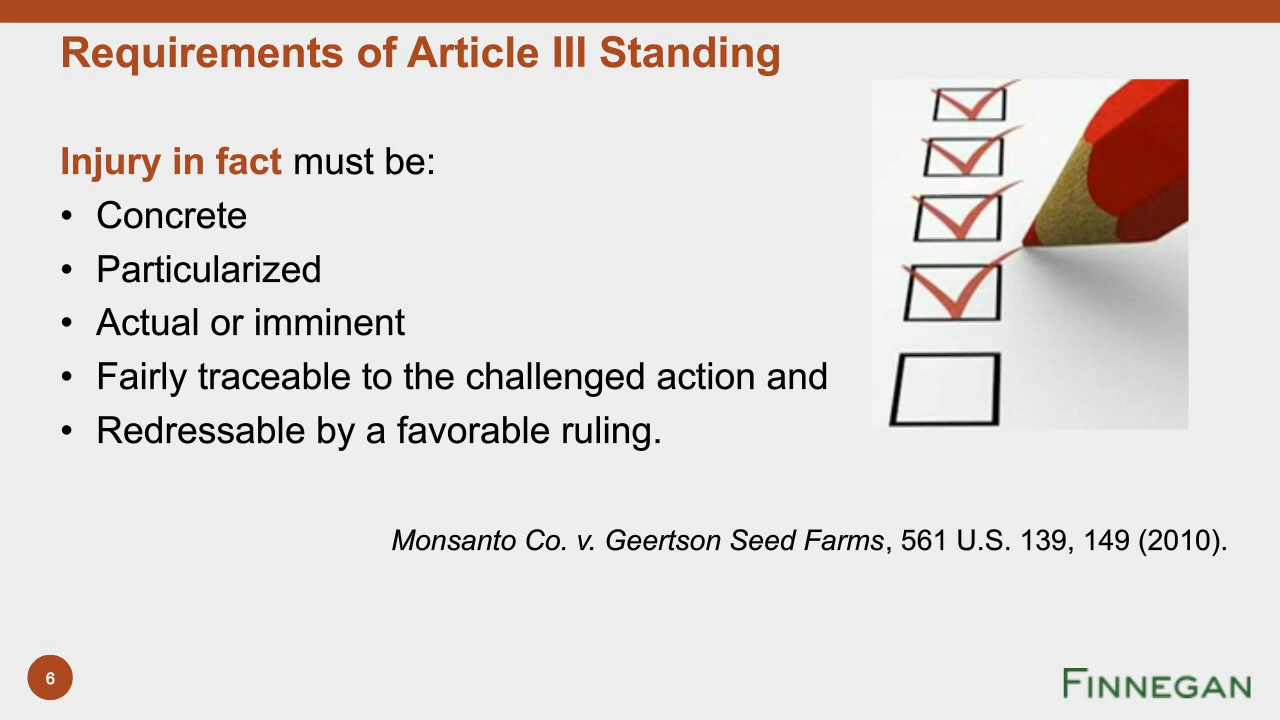 Requirements of Article III Standing
Injury in fact must be:
• Concrete
• Particularized
• Actual or imminent
• Fairly traceable to the challenged action and
• Redressable by a favorable ruling.
Monsanto Co. v. Geertson Seed Farms, 561 U.S. 139, 149 (2010).
6
FINNEGAN